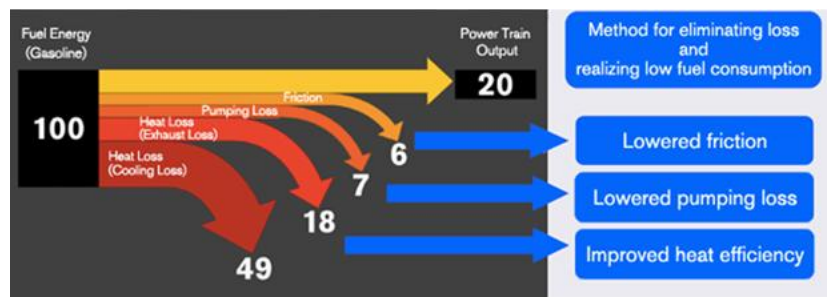 Fuel Energy
(Gasoline)
100
Power Train
Output
20
Friction
6
Pumping Loss
7
Heat Loss
(Exhaust Loss)
18
Heat Loss
(Cooling Loss)
49
Method for eliminating loss
and
realizing low fuel consumption
Lowered friction
Lowered pumping loss
Improved heat efficiency